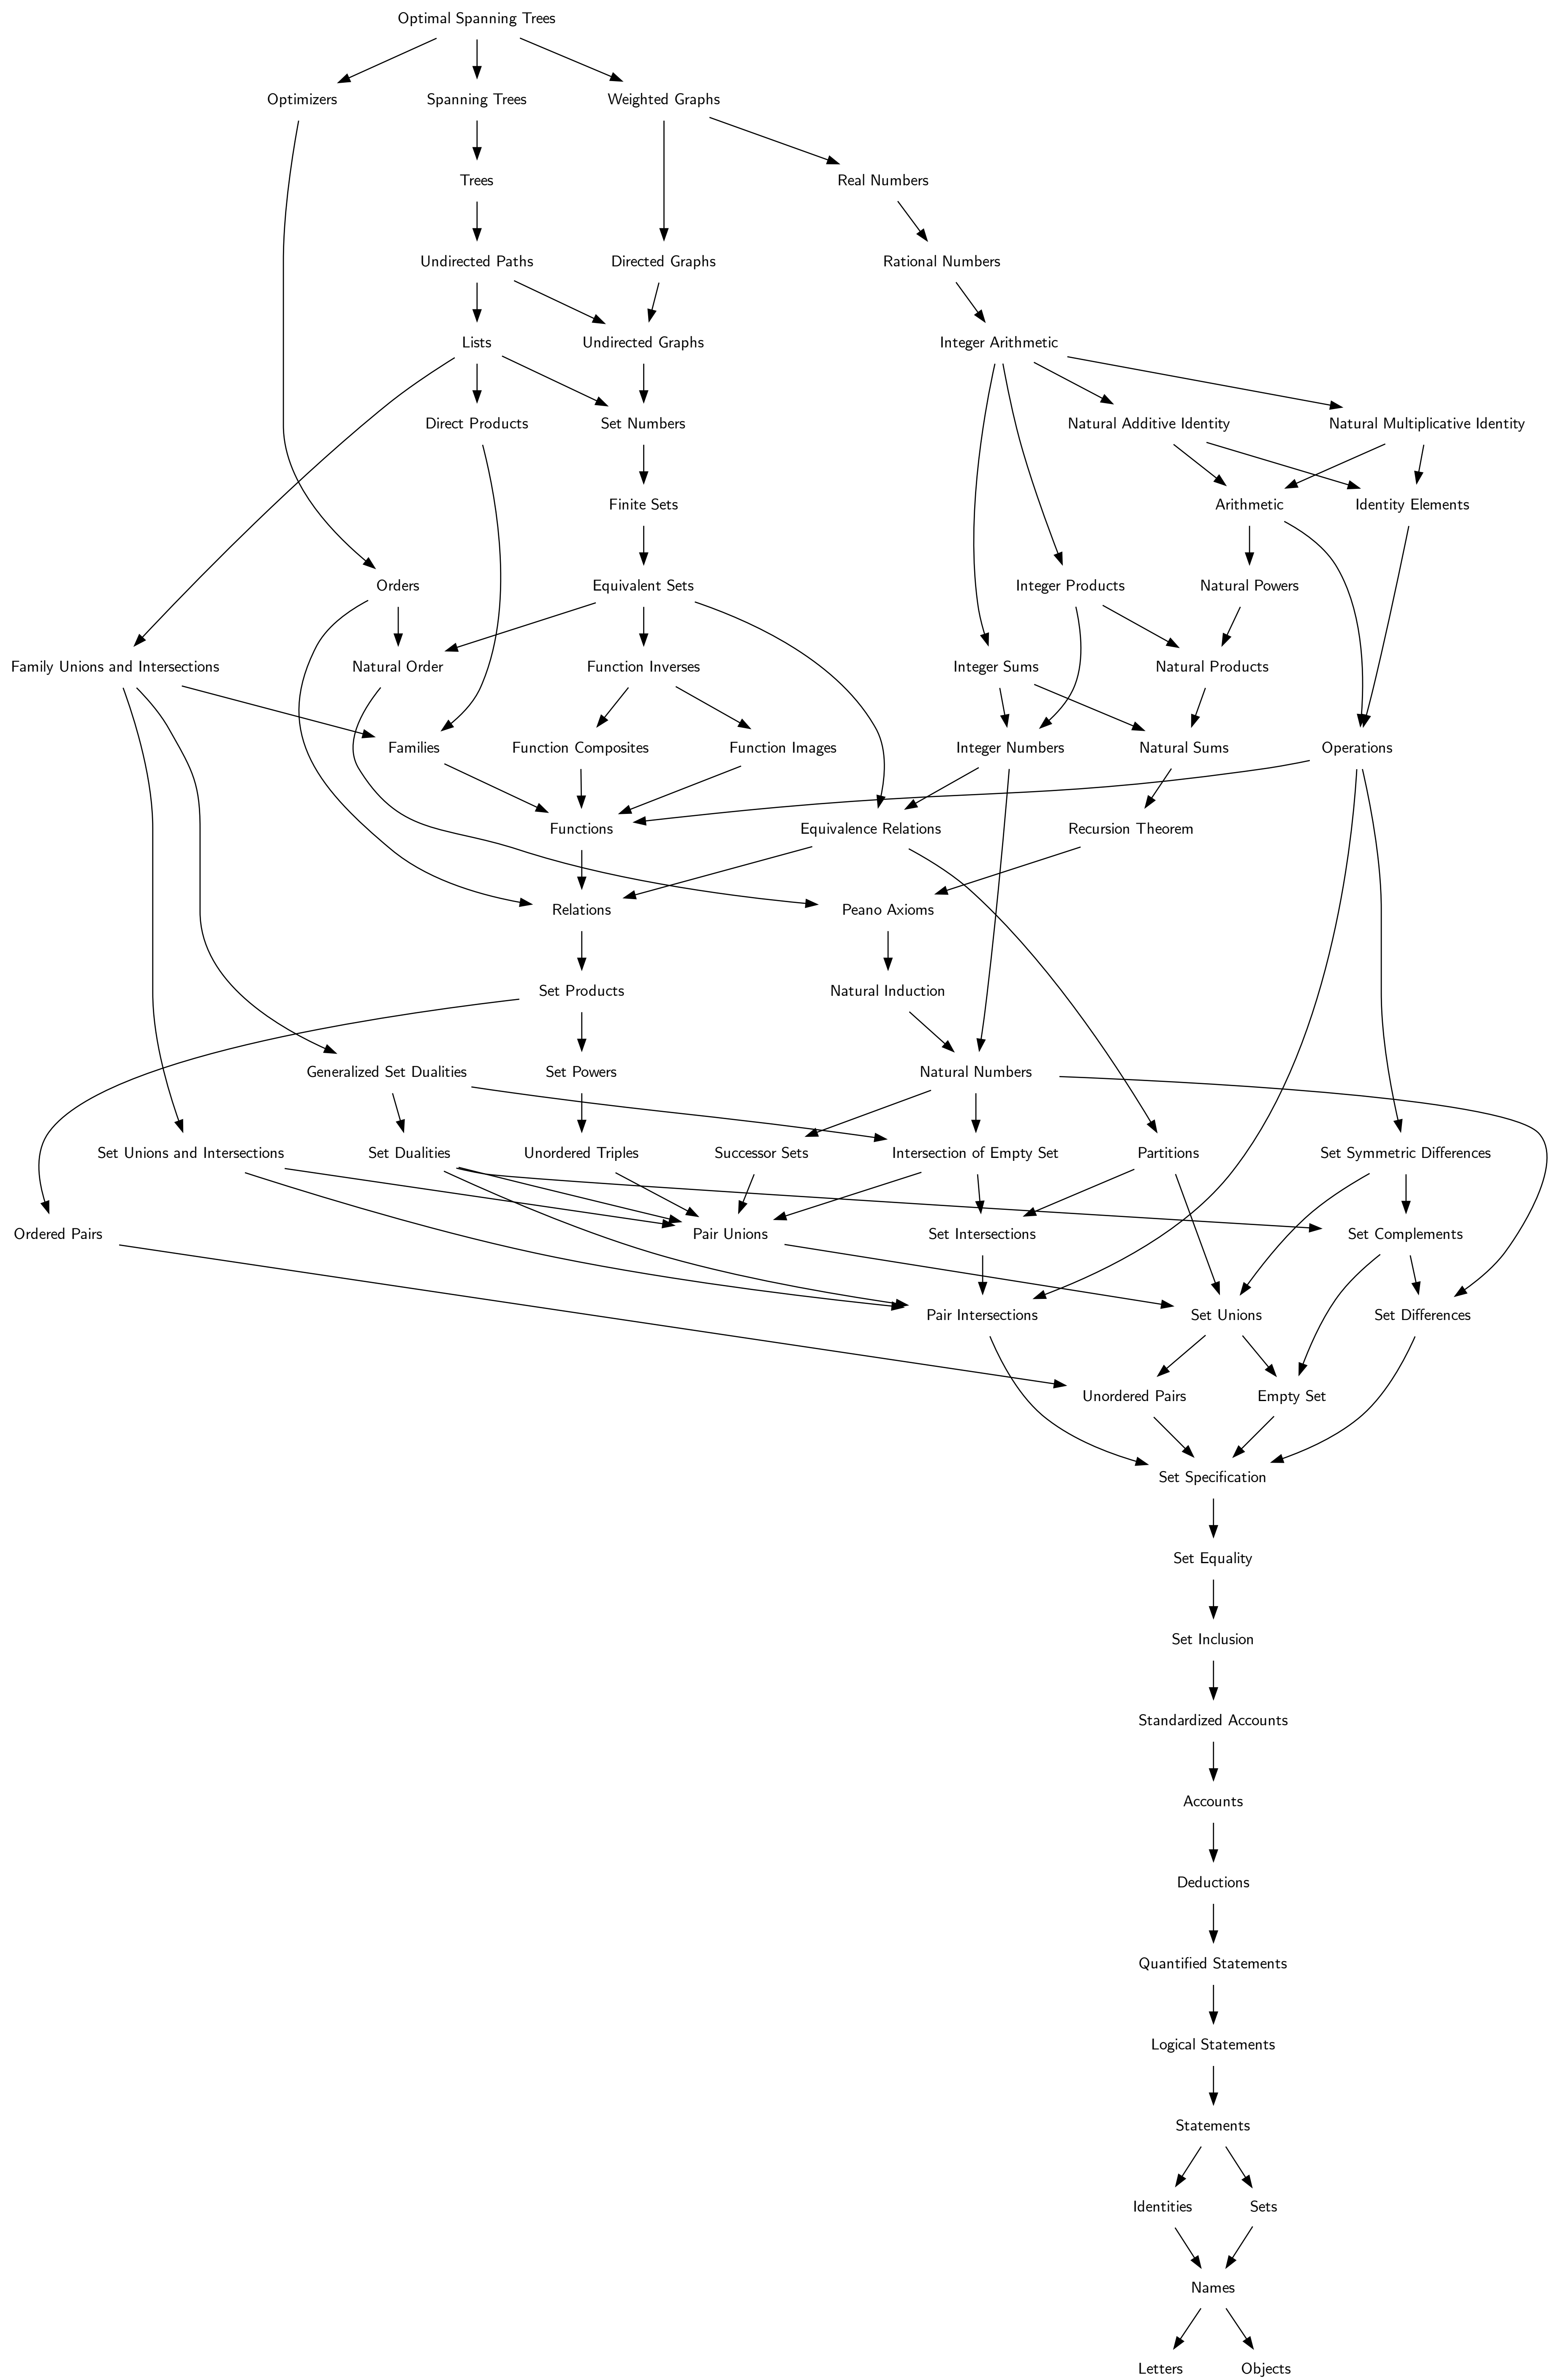 Optimal Spanning Trees
Optimizers
Spanning Trees
Weighted Graphs
Trees
Real Numbers
Undirected Paths
Directed Graphs
Rational Numbers
Lists
Undirected Graphs
Integer Arithmetic
Direct Products
Set Numbers
Natural Additive Identity
Natural Multiplicative Identity
Finite Sets
Arithmetic
Identity Elements
Orders
Equivalent Sets
Integer Products
Natural Powers
Family Unions and Intersections
Natural Order
Function Inverses
Integer Sums
Natural Products
Families
Function Composites
Function Images
Integer Numbers
Natural Sums
Operations
Functions
Equivalence Relations
Recursion Theorem
Relations
Peano Axioms
Set Products
Natural Induction
Generalized Set Dualities
Set Powers
Natural Numbers
Set Unions and Intersections
Set Dualities
Unordered Triples
Successor Sets
Intersection of Empty Set
Partitions
Set Symmetric Differences
Ordered Pairs
Pair Unions
Set Intersections
Set Complements
Pair Intersections
Set Unions
Set Differences
Unordered Pairs
Empty Set
Set Specification
Set Equality
Set Inclusion
Standardized Accounts
Accounts
Deductions
Quantified Statements
Logical Statements
Statements
Identities
Sets
Names
Letters
Objects